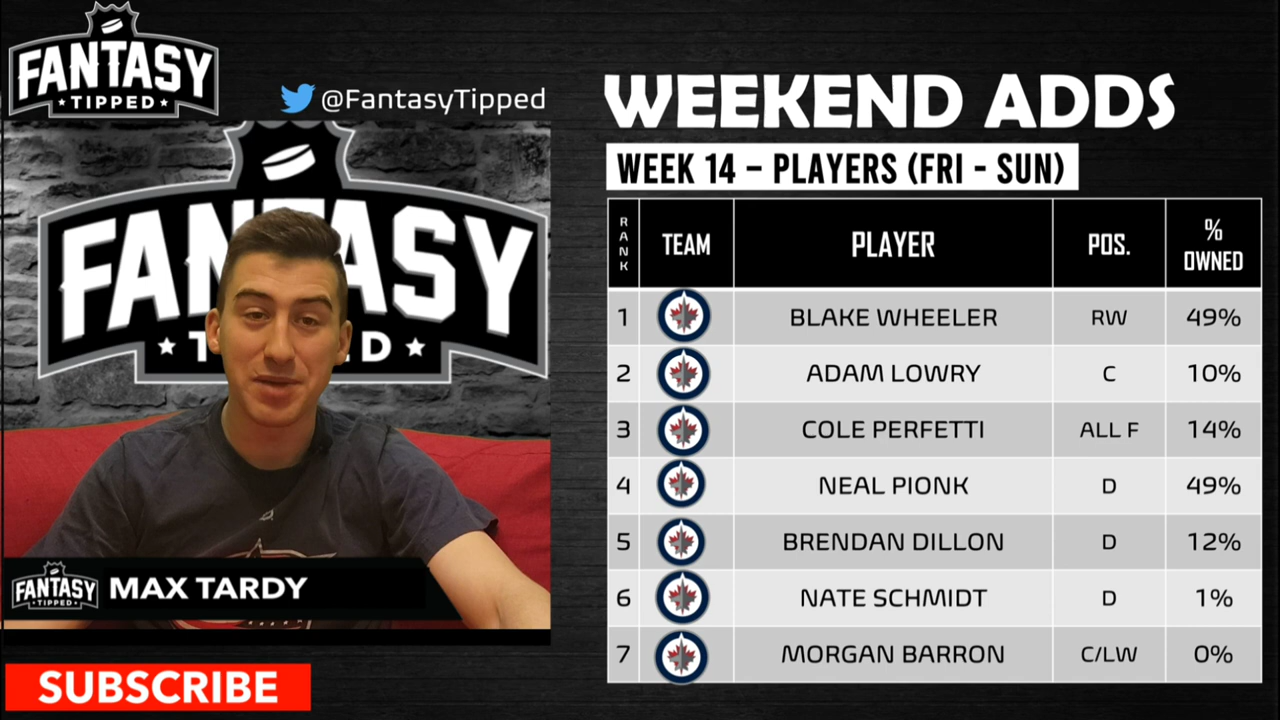 FANTASY
TIPPED
@FantasyTipped
FANTASY
MAX TARDY
FANTASY
TIPPED
SUBSCRIBE
WEEKEND ADDS
WEEK 14 – PLAYERS (FRI - SUN)
RANK TEAM PLAYER POS. % OWNED
1 BLAKE WHEELER RW 49%
2 ADAM LOWRY C 10%
3 COLE PERFETTI ALL F 14%
4 NEAL PIONK D 49%
5 BRENDAN DILLON D 12%
6 NATE SCHMIDT D 1%
7 MORGAN BARRON C/LW 0%